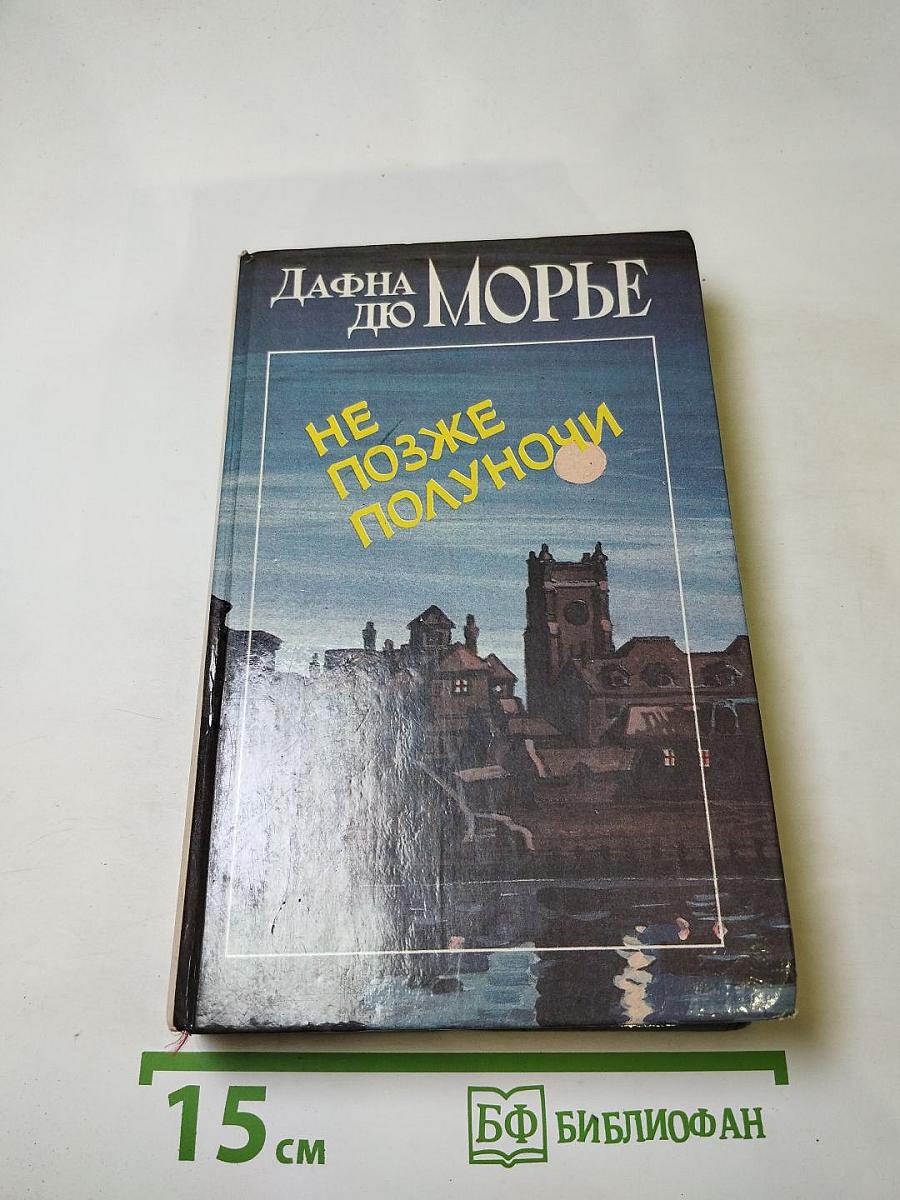 ДАФНА
ДЮ МОРЬЕ
НЕ
ПОЗЖЕ
ПОЛУНОЧИ
15 см
БФ БИБЛИОФАН